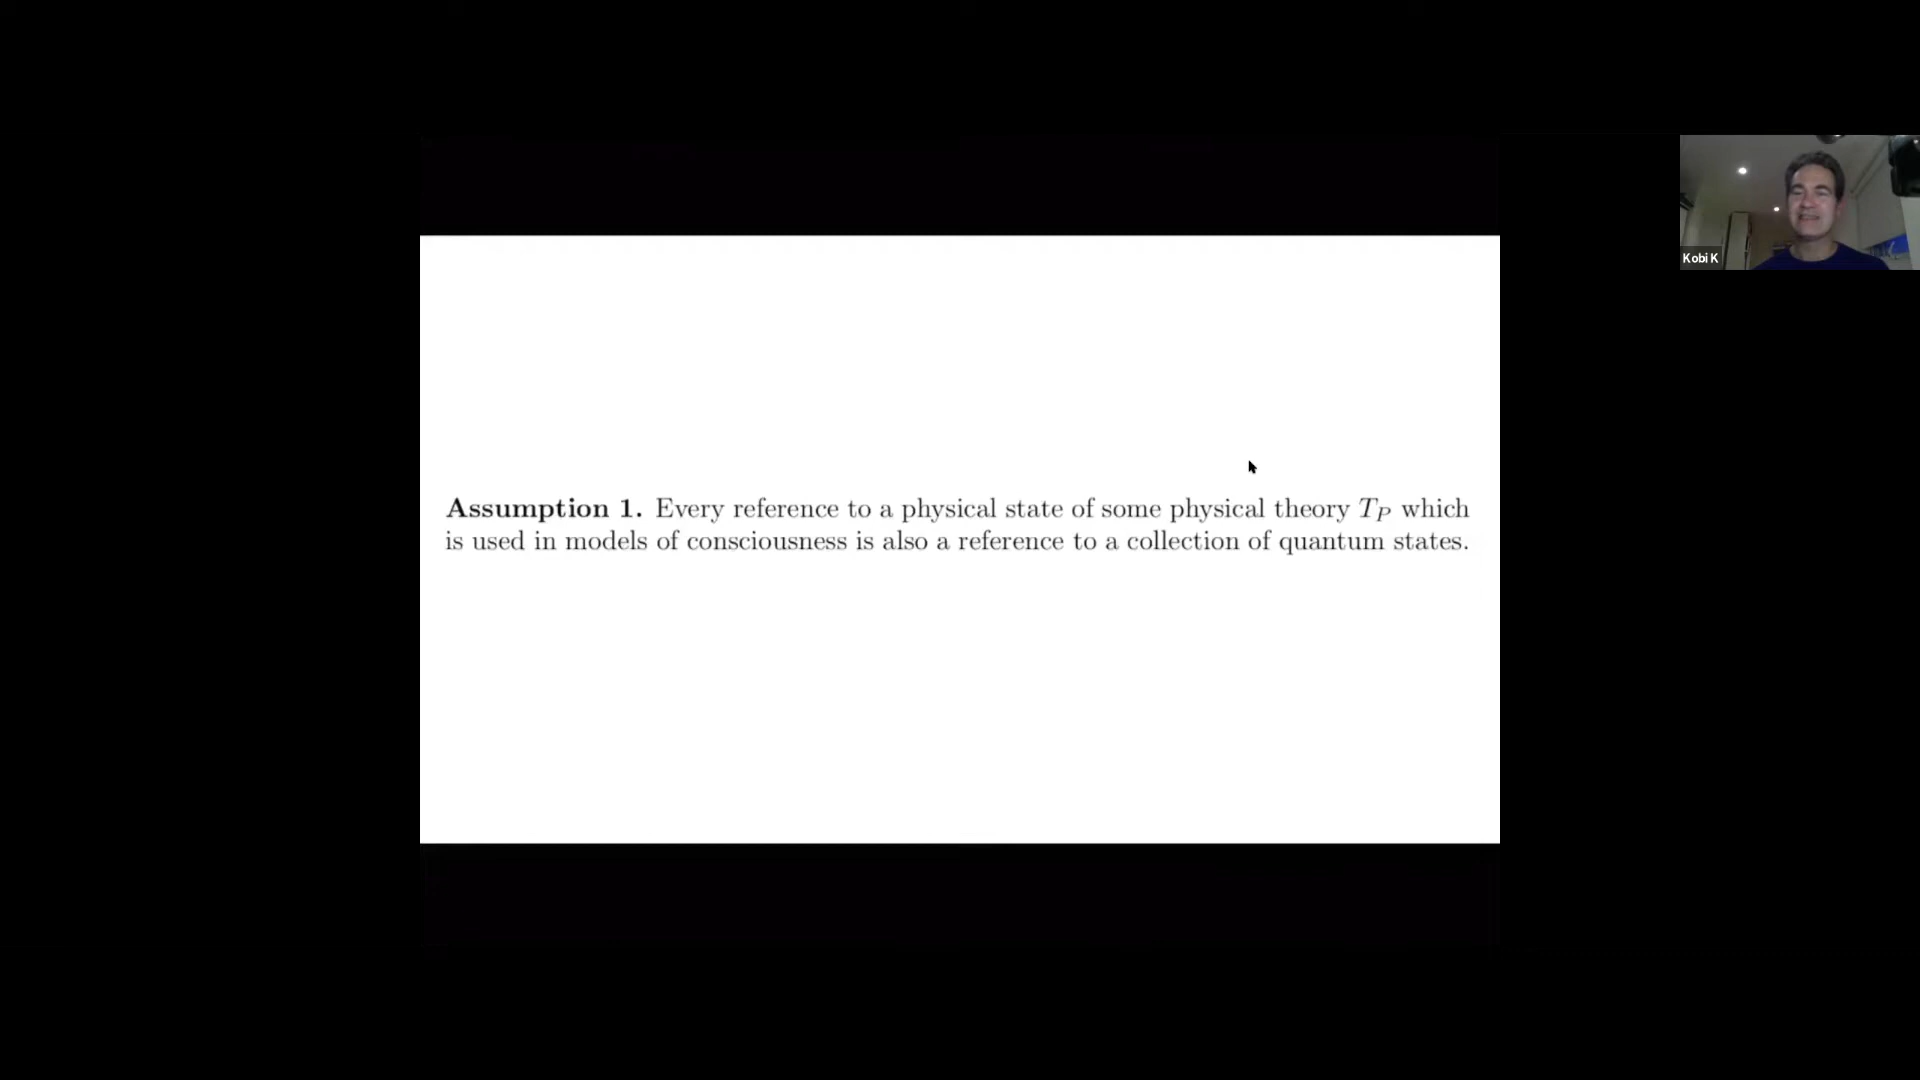 Kobi K
Assumption 1. Every reference to a physical state of some physical theory T_P which
is used in models of consciousness is also a reference to a collection of quantum states.